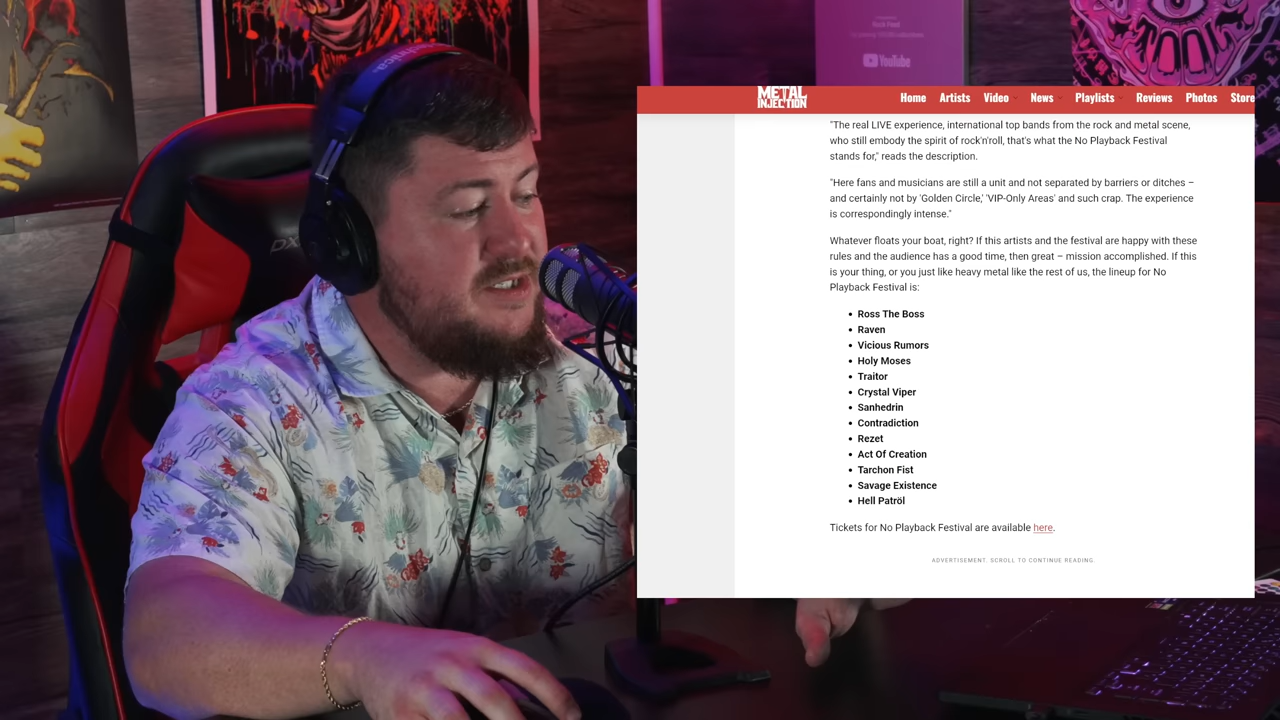 Rock Feed
YouTube
TOOL
technica
DX
METAL
INJECTION
Home Artists Video News Playlists Reviews Photos Store
"The real LIVE experience, international top bands from the rock and metal scene,
who still embody the spirit of rock'n'roll, that's what the No Playback Festival
stands for," reads the description.
"Here fans and musicians are still a unit and not separated by barriers or ditches –
and certainly not by 'Golden Circle,' 'VIP-Only Areas' and such crap. The experience
is correspondingly intense."
Whatever floats your boat, right? If this artists and the festival are happy with these
rules and the audience has a good time, then great – mission accomplished. If this
is your thing, or you just like heavy metal like the rest of us, the lineup for No
Playback Festival is:
• Ross The Boss
• Raven
• Vicious Rumors
• Holy Moses
• Traitor
• Crystal Viper
• Sanhedrin
• Contradiction
• Rezet
• Act Of Creation
• Tarchon Fist
• Savage Existence
• Hell Patröl
Tickets for No Playback Festival are available here.
ADVERTISEMENT. SCROLL TO CONTINUE READING.